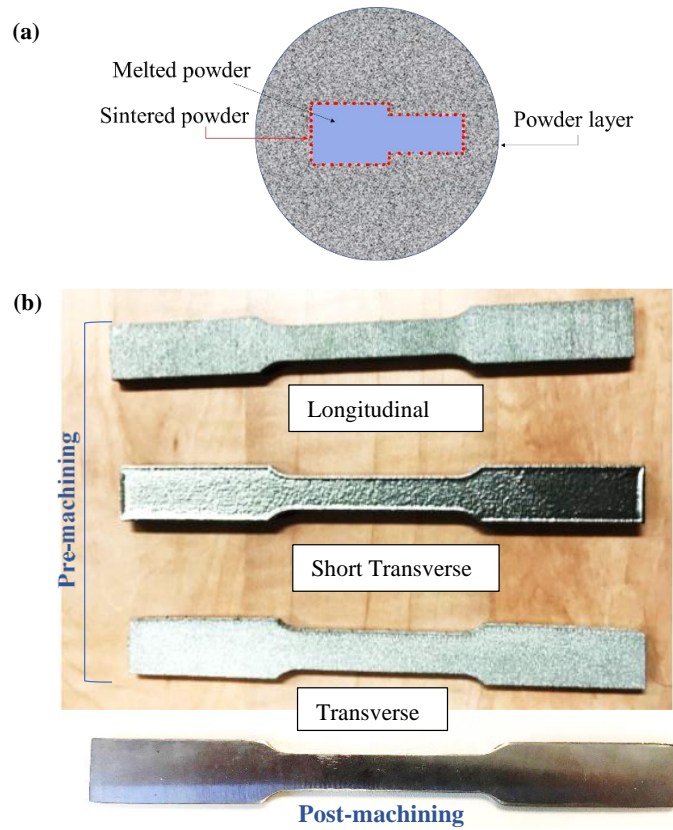 (a)
Melted powder
Sintered powder
Powder layer
(b)
Pre-machining
Longitudinal
Short Transverse
Transverse
Post-machining